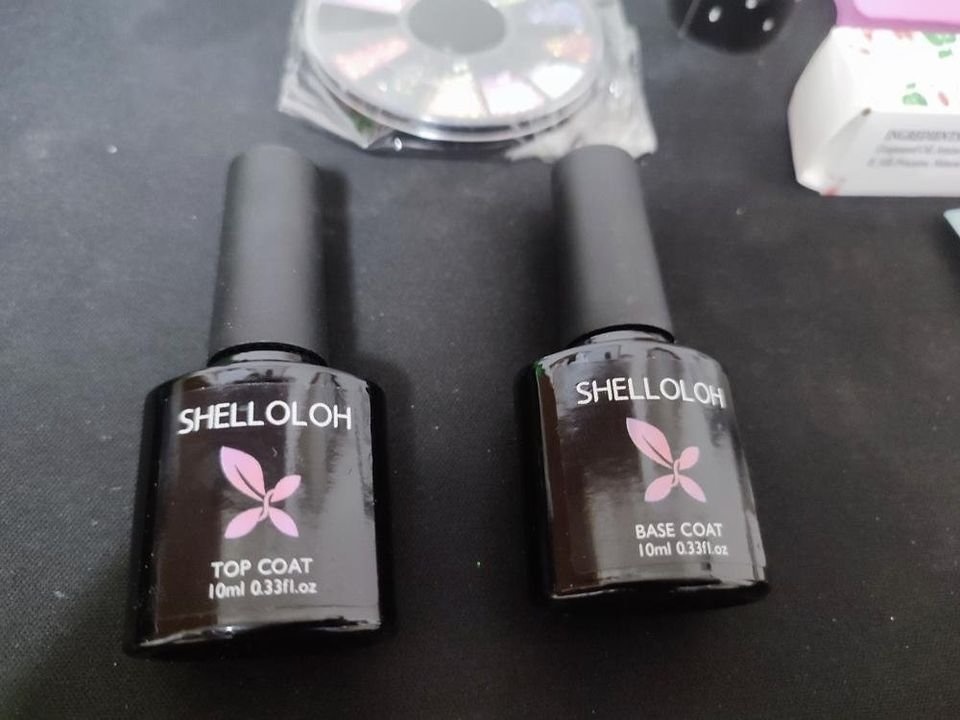 INGREDIENTS
SHELLOLOH
TOP COAT
10ml 0.33fl.oz
SHELLOLOH
BASE COAT
10ml 0.33fl.oz